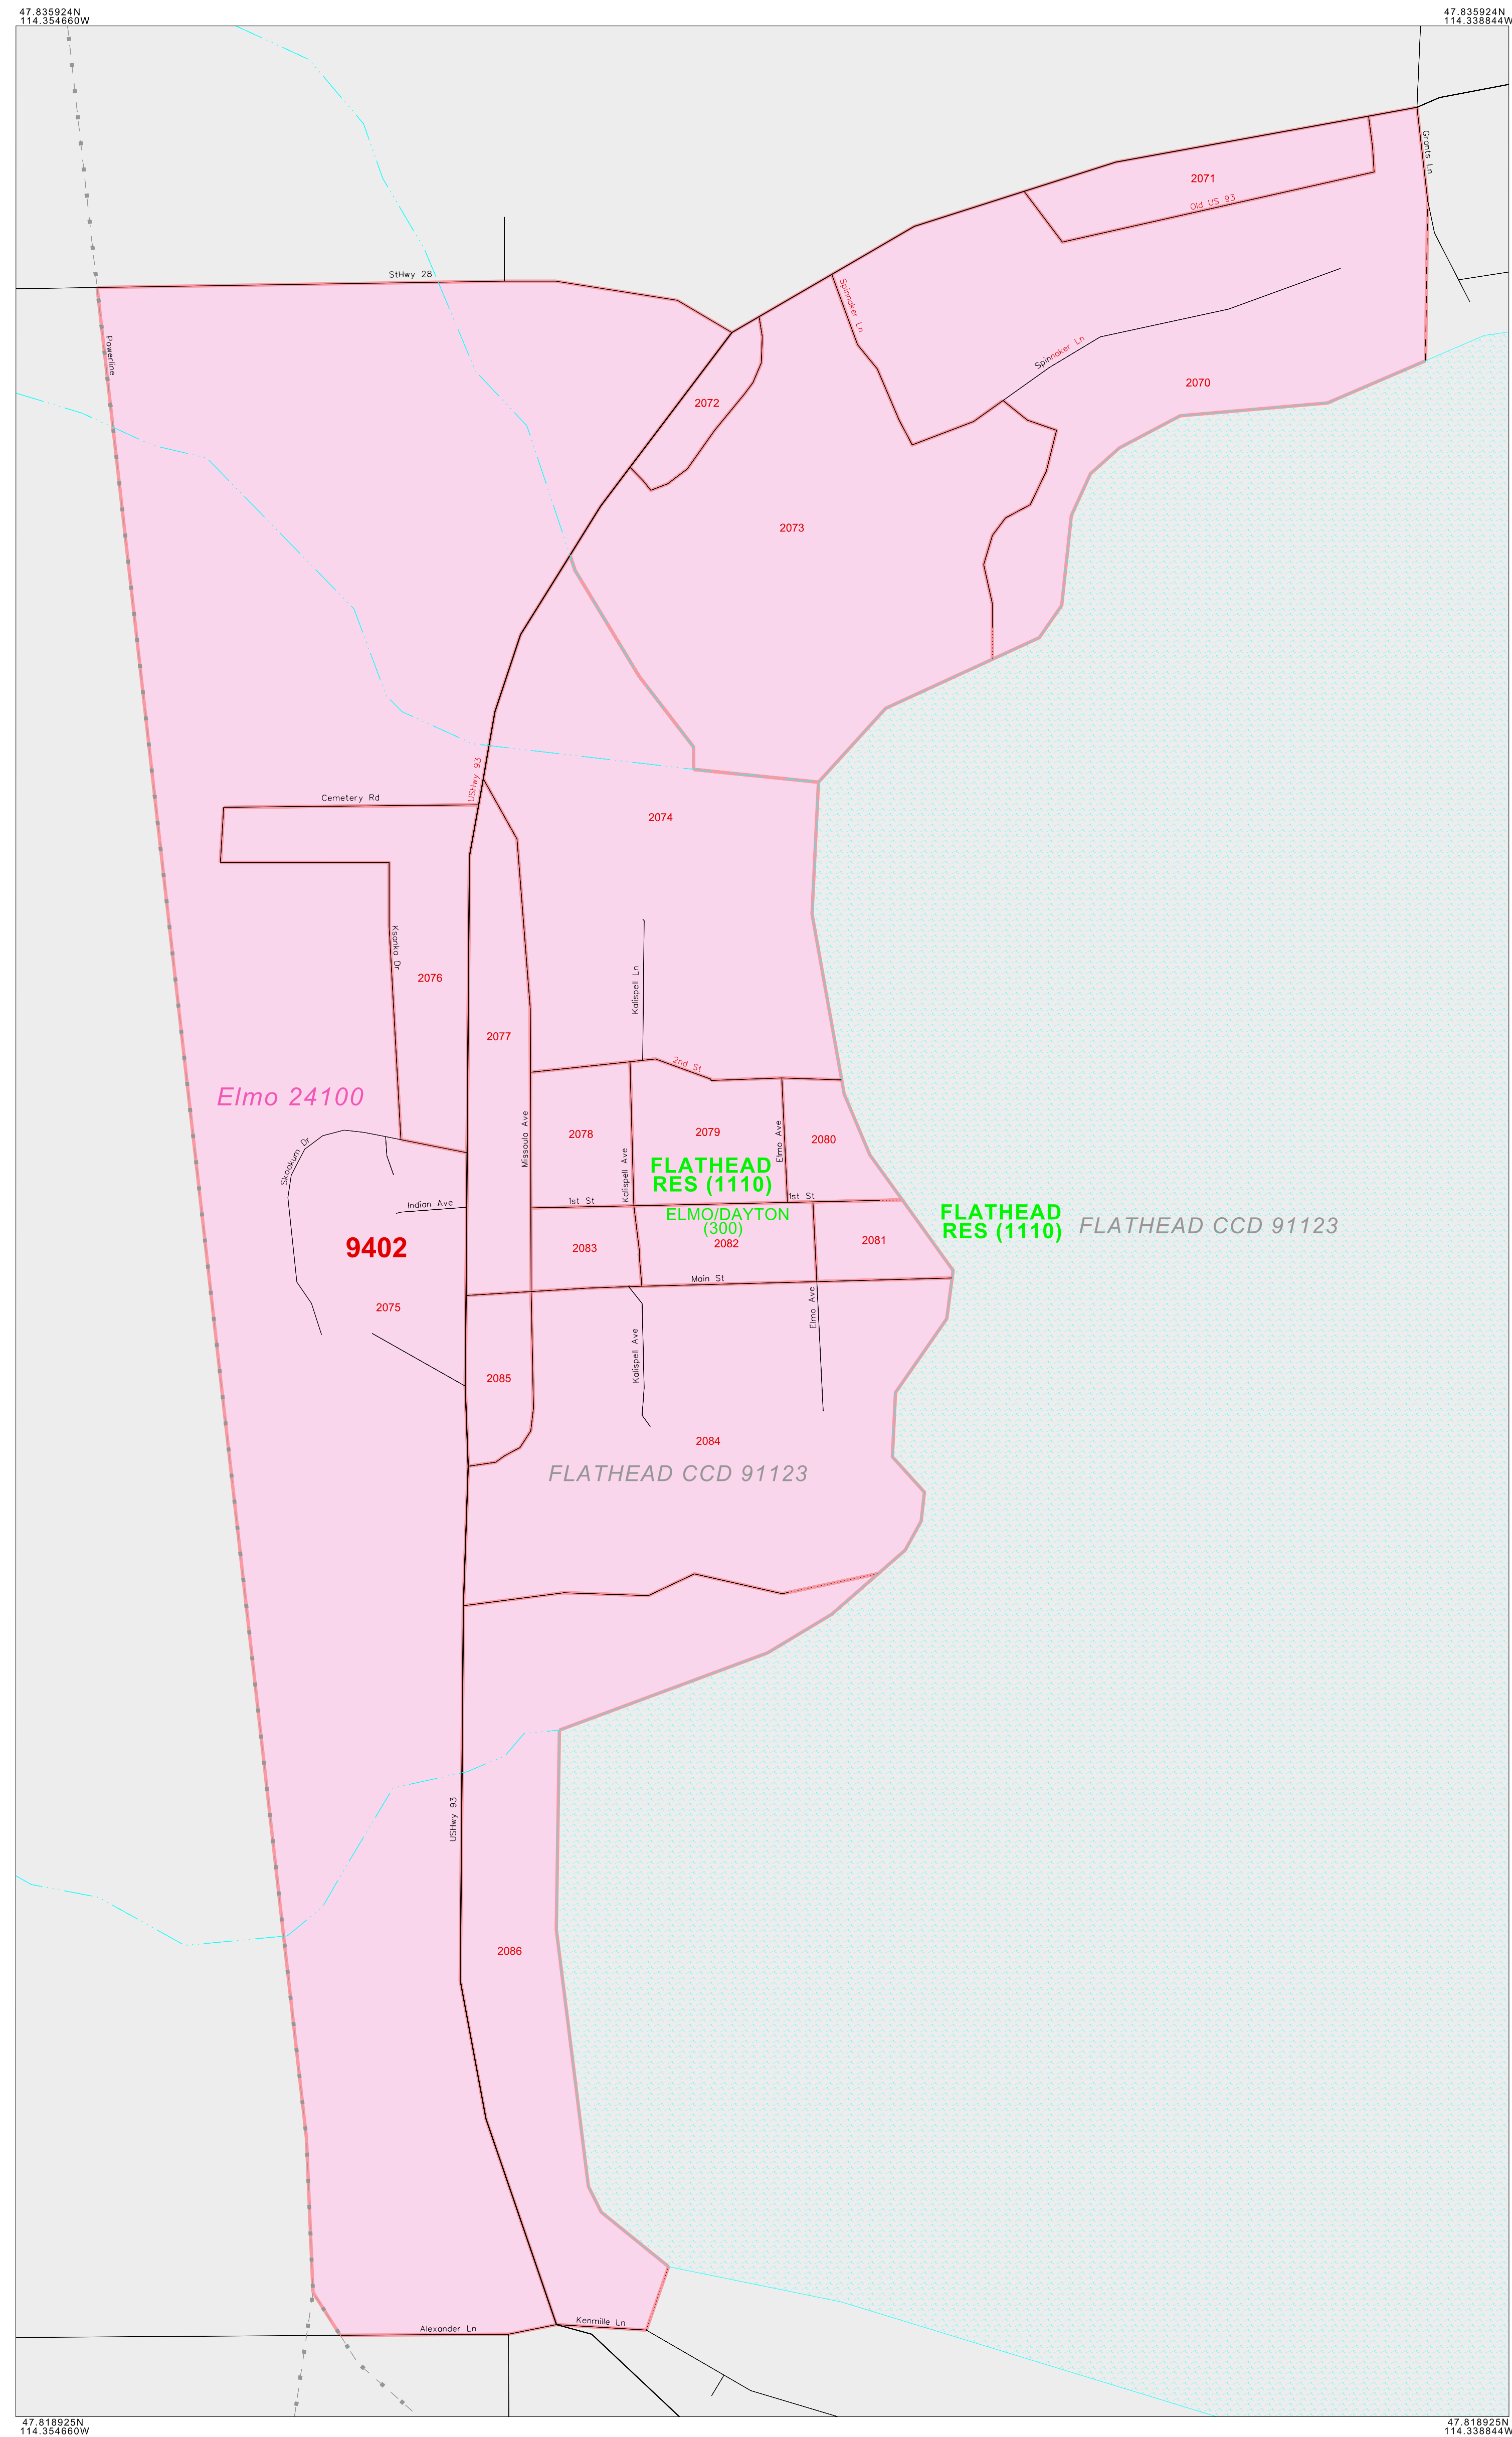 47.835924N
114.354660W
47.835924N
114.338844W
Grants Ln
2071
Old US 93
StHwy 28
Spinnaker Ln
Powerline
Spinnaker Ln
2070
2072
2073
USHwy 93
Cemetery Rd
2074
Ksanka Dr
2076
Kalispell Ln
2077
2nd St
Elmo 24100
Missoula Ave
2078
2079
Elmo Ave
2080
Skookum Dr
Kalispell Ave
FLATHEAD
RES (1110)
1st St
1st St
Indian Ave
ELMO/DAYTON
(300)
FLATHEAD
RES (1110)
FLATHEAD CCD 91123
9402
2083
2082
2081
Main St
2075
Elmo Ave
Kalispell Ave
2085
2084
FLATHEAD CCD 91123
USHwy 93
2086
Kenmille Ln
Alexander Ln
47.818925N
114.354660W
47.818925N
114.338844W